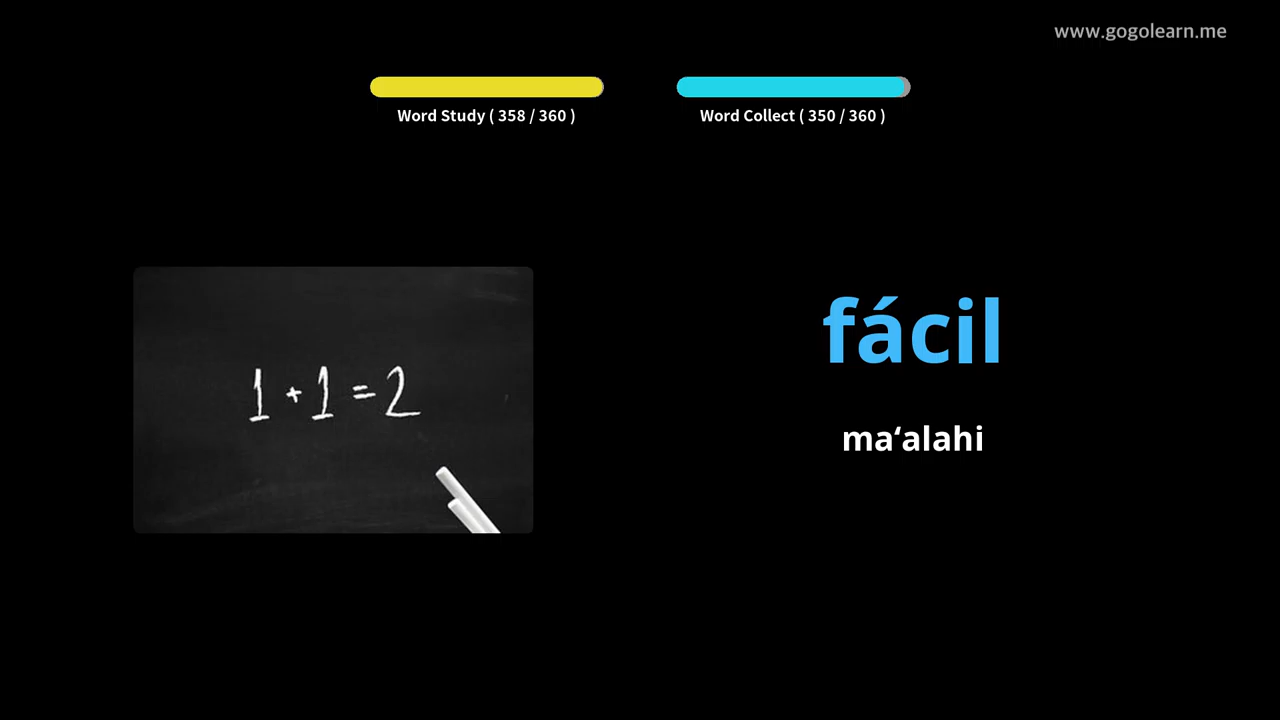 www.gogolearn.me
Word Study ( 358 / 360 )
Word Collect ( 350 / 360 )
1 + 1 = 2
fácil
maʻalahi